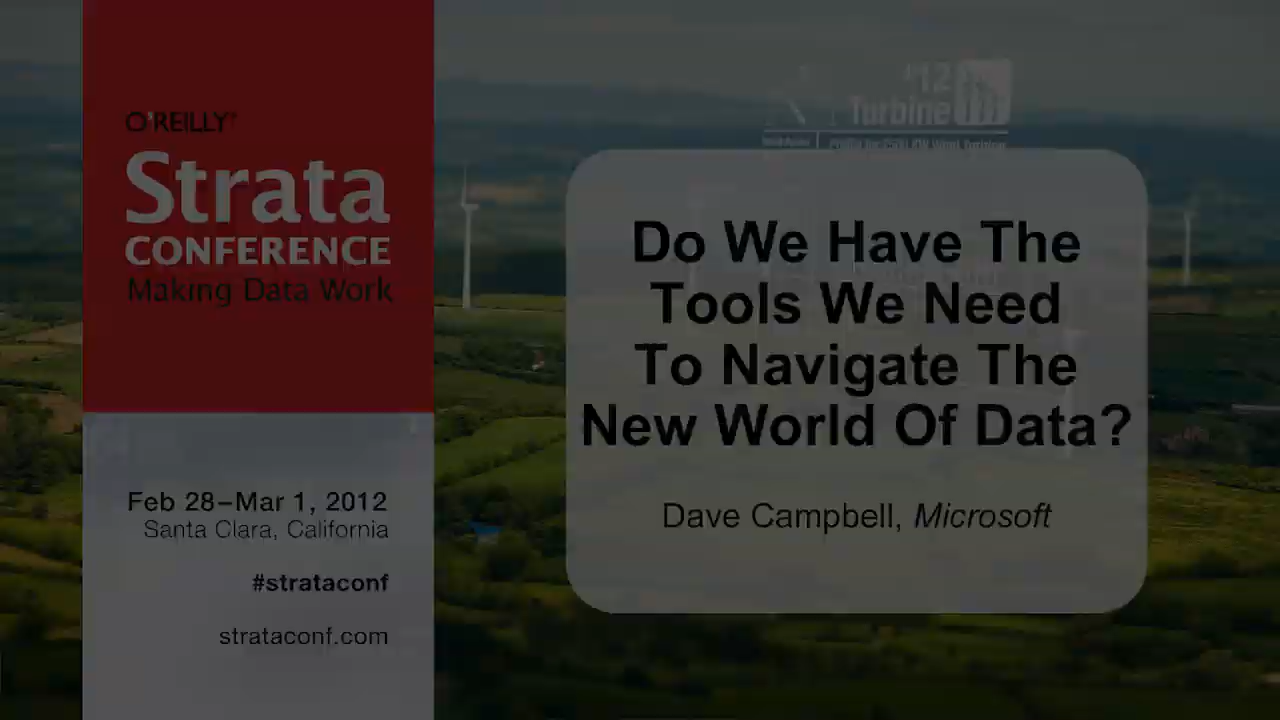 O'REILLY®
Strata
CONFERENCE
Making Data Work
Feb 28–Mar 1, 2012
Santa Clara, California
#strataconf
strataconf.com
'12
Turbine
Do We Have The
Tools We Need
To Navigate The
New World Of Data?
Dave Campbell, Microsoft